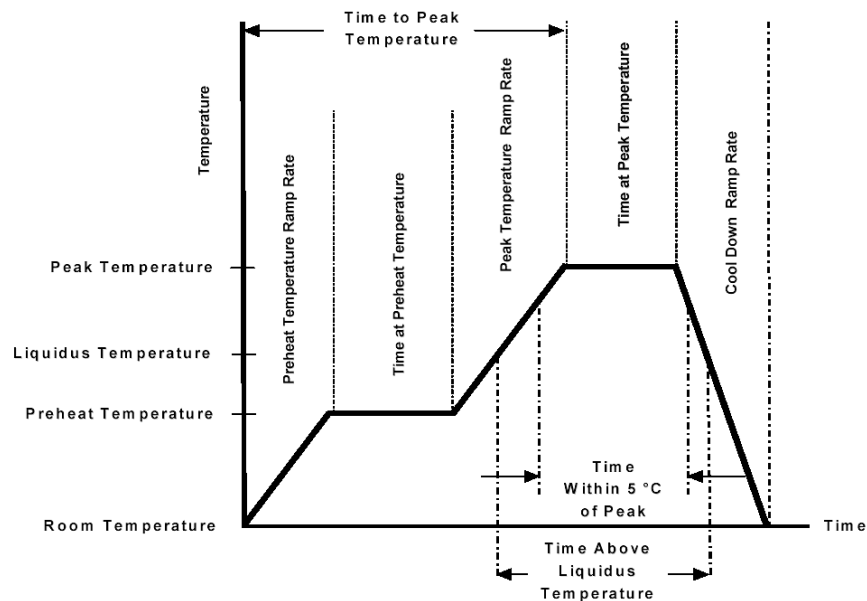 Time to Peak
Temperature
Temperature
Preheat Temperature Ramp Rate
Time at Preheat Temperature
Peak Temperature Ramp Rate
Time at Peak Temperature
Cool Down Ramp Rate
Peak Temperature
Liquidus Temperature
Preheat Temperature
Room Temperature
Time
Within 5 °C
of Peak
Time
Time Above
Liquidus
Temperature